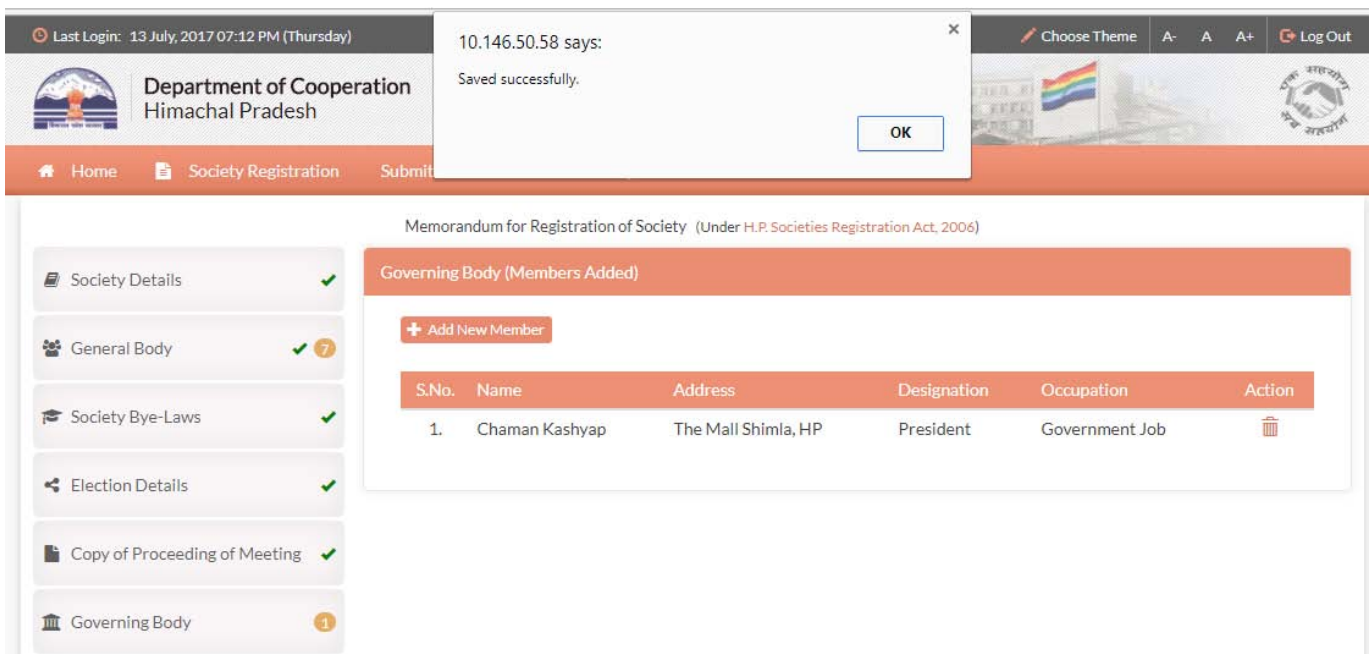 Last Login: 13 July, 2017 07:12 PM (Thursday)
Choose Theme A- A A+ Log Out
10.146.50.58 says:
Saved successfully.
OK
Department of Cooperation
Himachal Pradesh
Home Society Registration Submit
Memorandum for Registration of Society (Under H.P. Societies Registration Act, 2006)
Society Details
General Body 7
Society Bye-Laws
Election Details
Copy of Proceeding of Meeting
Governing Body 1
Governing Body (Members Added)
Add New Member
S.No. Name Address Designation Occupation Action
1. Chaman Kashyap The Mall Shimla, HP President Government Job